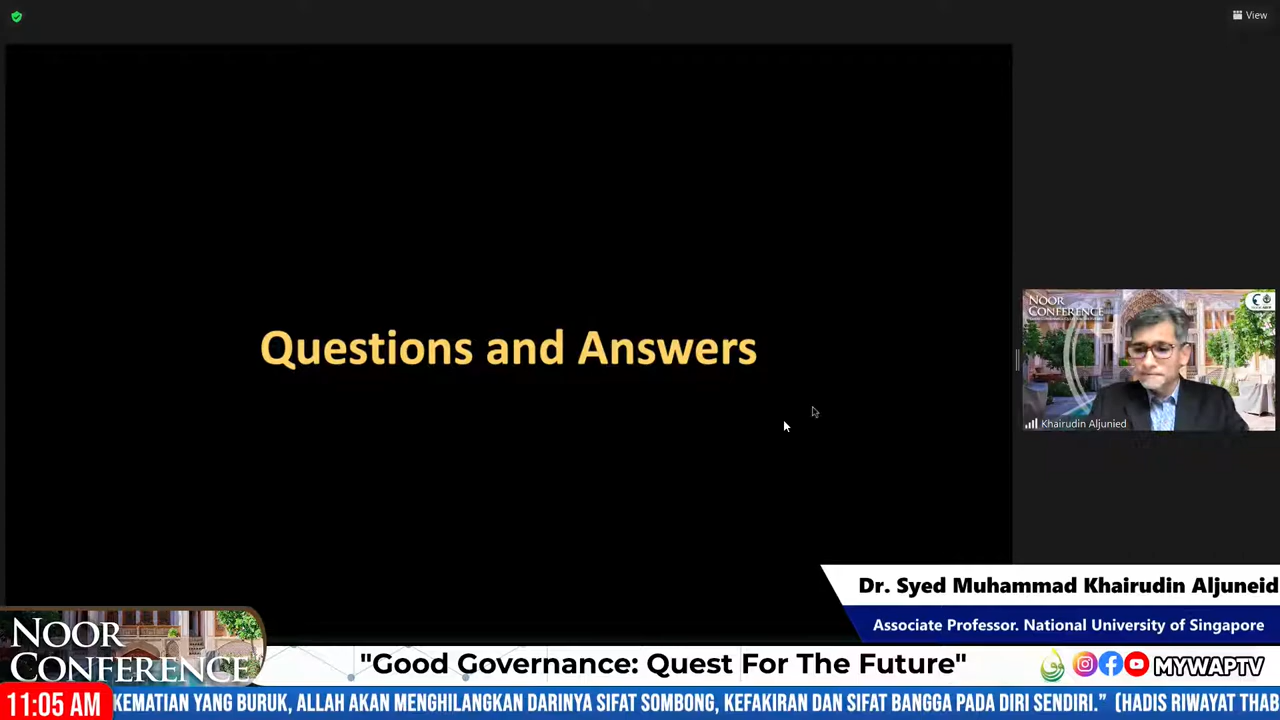 View
Questions and Answers
NOOR
CONFERENCE
Khairudin Aljunied
Dr. Syed Muhammad Khairudin Aljuneid
Associate Professor. National University of Singapore
NOOR
CONFERENCE
"Good Governance: Quest For The Future"
MYWAPTV
11:05 AM
KEMATIAN YANG BURUK, ALLAH AKAN MENGHILANGKAN DARINYA SIFAT SOMBONG, KEFAKIRAN DAN SIFAT BANGGA PADA DIRI SENDIRI.” (HADIS RIWAYAT THAB